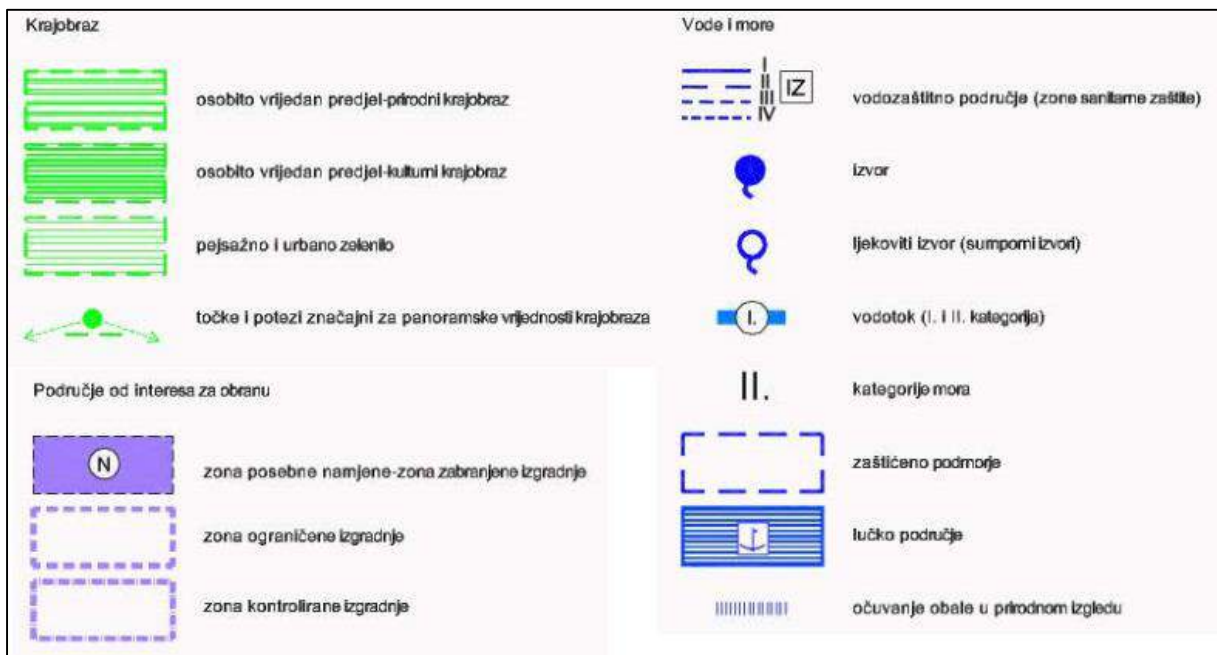 Krajobraz
osobito vrijedan predjel-prirodni krajobraz
osobito vrijedan predjel-kulturni krajobraz
pejsažno i urbano zelenilo
točke i potezi značajni za panoramske vrijednosti krajobraza
Područje od interesa za obranu
N
zona posebne namjene-zona zabranjene izgradnje
zona ograničene izgradnje
zona kontrolirane izgradnje
Vode i more
I
II
III
IV
IZ
vodozaštitno područje (zone sanitarne zaštite)
izvor
ljekoviti izvor (sumporni izvori)
I.
vodotok (I. i II. kategorija)
II.
kategorije mora
zaštićeno podmorje
lučko područje
očuvanje obale u prirodnom izgledu